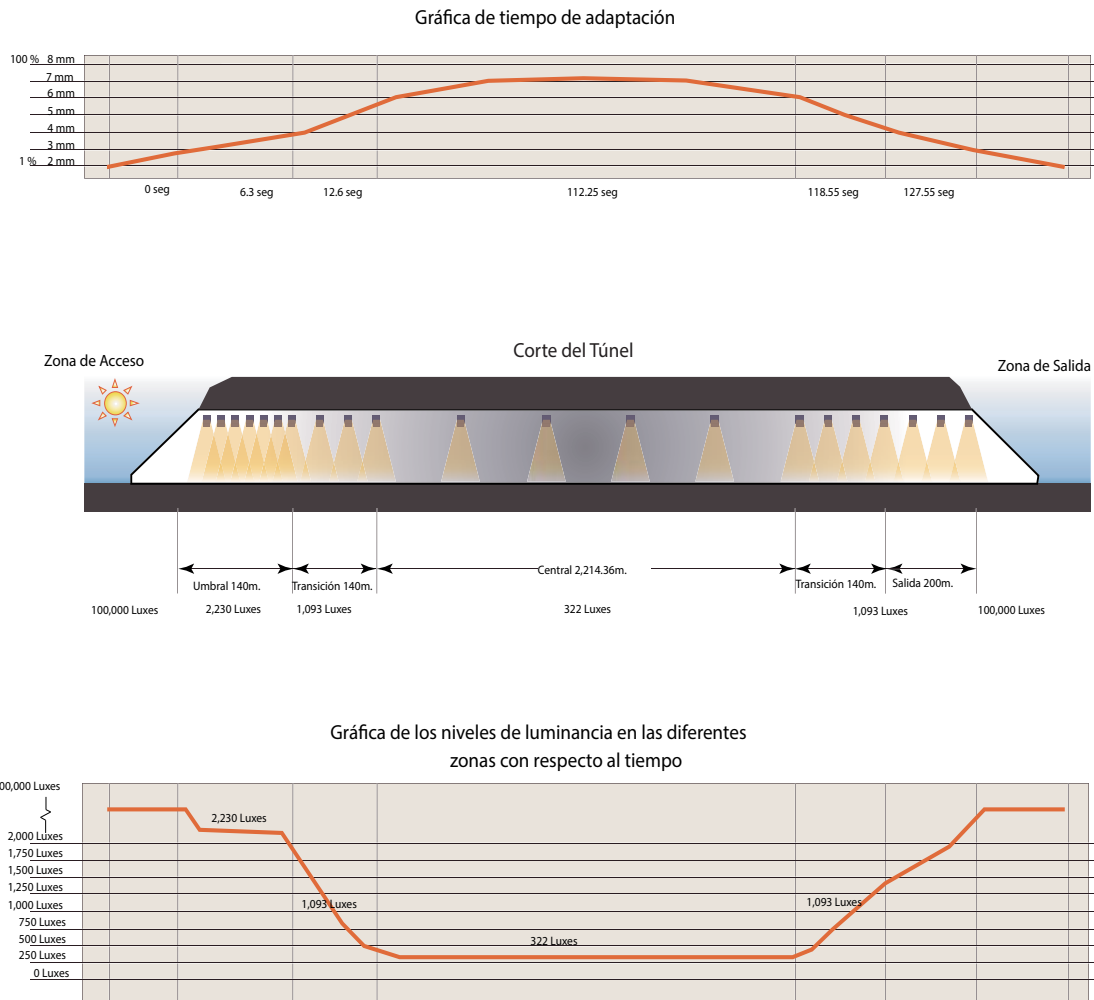 Gráfica de tiempo de adaptación
100 % 8 mm
7 mm
6 mm
5 mm
4 mm
3 mm
1 % 2 mm
0 seg
6.3 seg
12.6 seg
112.25 seg
118.55 seg
127.55 seg
Zona de Acceso
Corte del Túnel
Zona de Salida
Umbral 140m.
Transición 140m.
Central 2,214.36m.
Transición 140m.
Salida 200m.
100,000 Luxes
2,230 Luxes
1,093 Luxes
322 Luxes
1,093 Luxes
100,000 Luxes
Gráfica de los niveles de luminancia en las diferentes
zonas con respecto al tiempo
00,000 Luxes
2,000 Luxes
1,750 Luxes
1,500 Luxes
1,250 Luxes
1,000 Luxes
750 Luxes
500 Luxes
250 Luxes
0 Luxes
2,230 Luxes
1,093 Luxes
322 Luxes
1,093 Luxes